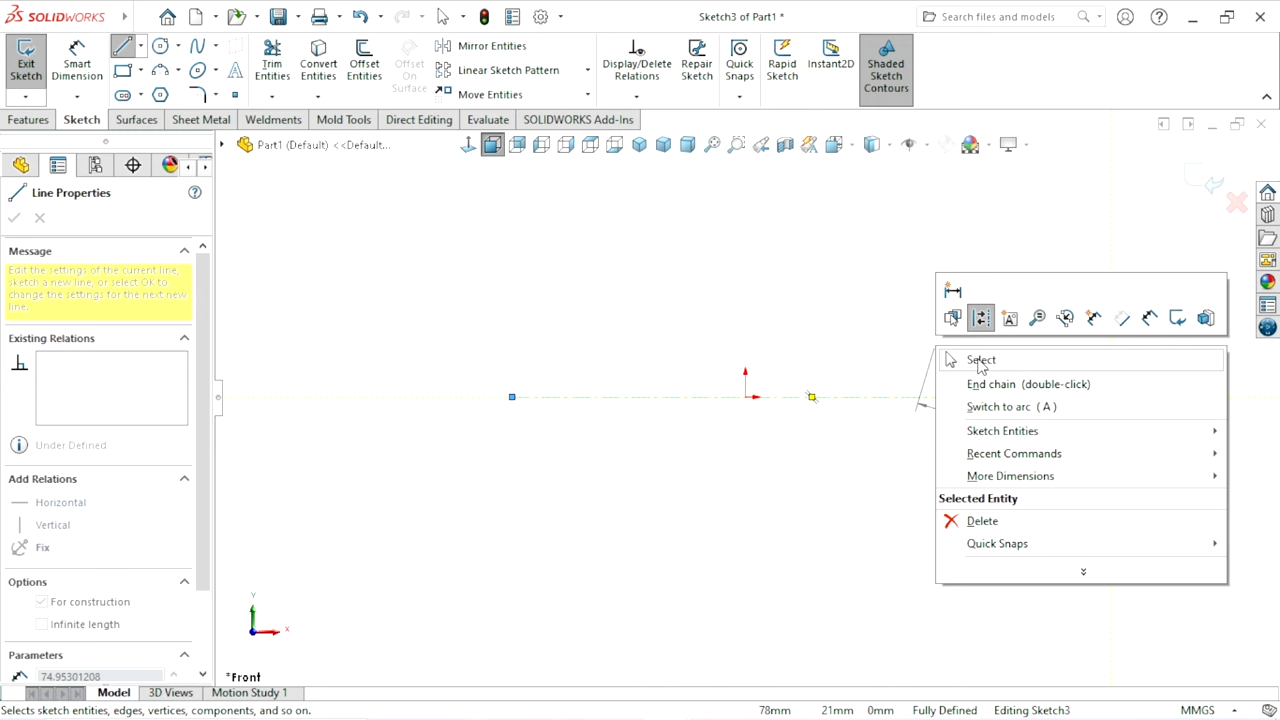 SOLIDWORKS
Sketch3 of Part1 *
Search files and models
Exit Sketch
Smart Dimension
Trim Entities
Convert Entities
Offset Entities
Offset On Surface
Mirror Entities
Linear Sketch Pattern
Move Entities
Display/Delete Relations
Repair Sketch
Quick Snaps
Rapid Sketch
Instant2D
Shaded Sketch Contours
Features
Sketch
Surfaces
Sheet Metal
Weldments
Mold Tools
Direct Editing
Evaluate
SOLIDWORKS Add-Ins
Part1 (Default) <<Default...
Line Properties
Message
Edit the settings of the current line,
sketch a new line, or select OK to
change the settings for the next new
line.
Existing Relations
Under Defined
Add Relations
Horizontal
Vertical
Fix
Options
For construction
Infinite length
Parameters
74.95301208
Select
End chain (double-click)
Switch to arc ( A )
Sketch Entities
Recent Commands
More Dimensions
Selected Entity
Delete
Quick Snaps
Y
X
*Front
Model
3D Views
Motion Study 1
Selects sketch entities, edges, vertices, components, and so on.
78mm
21mm
0mm
Fully Defined
Editing Sketch3
MMGS